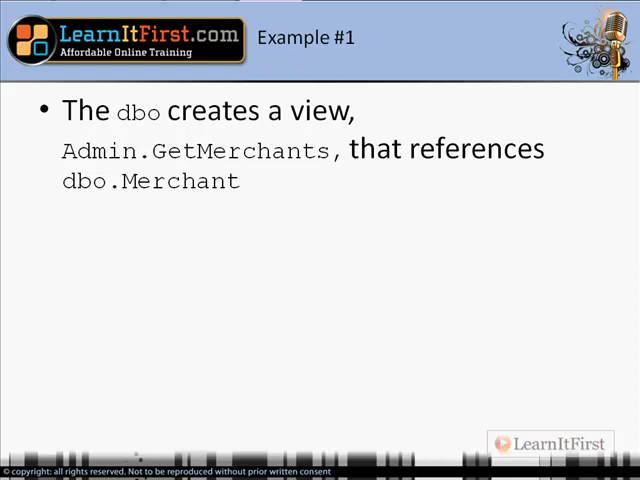 LearnItFirst.com
Affordable Online Training
Example #1
• The dbo creates a view,
Admin.GetMerchants, that references
dbo.Merchant
LearnItFirst
© copyright: all rights reserved. Not to be reproduced without prior written consent